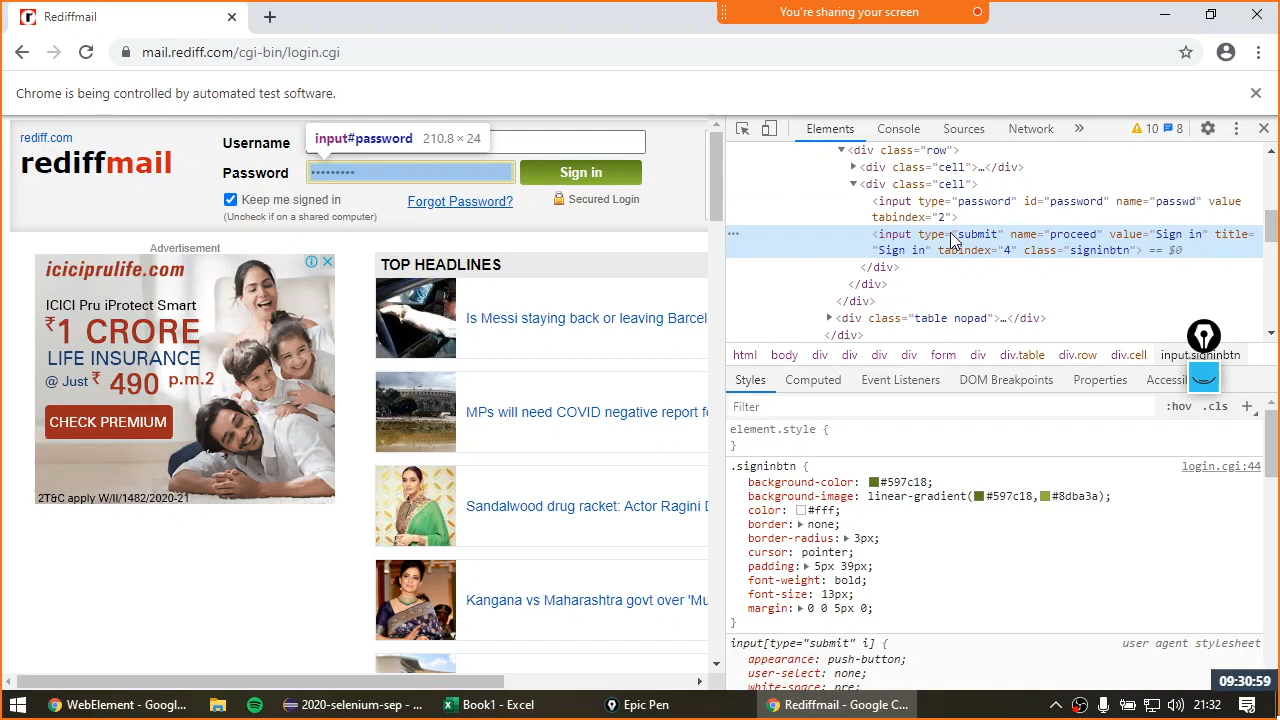 Rediffmail
You're sharing your screen
mail.rediff.com/cgi-bin/login.cgi
Chrome is being controlled by automated test software.
rediff.com
rediffmail
Username
Password
input#password 210.8 × 24
•••••••••
Sign in
Keep me signed in
(Uncheck if on a shared computer)
Forgot Password?
Secured Login
Advertisement
iciciprulife.com
ICICI Pru iProtect Smart
₹1 CRORE
LIFE INSURANCE
@ Just ₹ 490 p.m.2
CHECK PREMIUM
2T&C apply W/II/1482/2020-21
TOP HEADLINES
Is Messi staying back or leaving Barcel
MPs will need COVID negative report fo
Sandalwood drug racket: Actor Ragini D
Kangana vs Maharashtra govt over 'Mu
Elements Console Sources Network » 10 8
<div class="row">
<div class="cell">…</div>
<div class="cell">
<input type="password" id="password" name="passwd" value
tabindex="2">
<input type="submit" name="proceed" value="Sign in" title=
"Sign in" tabindex="4" class="signinbtn"> == $0
</div>
</div>
</div>
<div class="table nopad">…</div>
</div>
html body div div div div form div div.table div.row div.cell input.signinbtn
Styles Computed Event Listeners DOM Breakpoints Properties Accessi
Filter :hov .cls +
element.style {
}
.signinbtn { login.cgi:44
background-color: #597c18;
background-image: linear-gradient(#597c18,#8dba3a);
color: #fff;
border: none;
border-radius: 3px;
cursor: pointer;
padding: 5px 39px;
font-weight: bold;
font-size: 13px;
margin: 0 0 5px 0;
}
input[type="submit" i] { user agent stylesheet
appearance: push-button;
user-select: none;
white-space: pre;
09:30:59
WebElement - Googl... 2020-selenium-sep - ... Book1 - Excel Epic Pen Rediffmail - Google C... 21:32